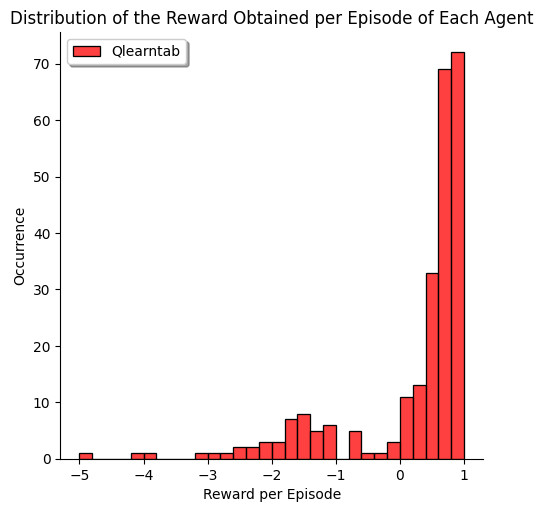 Distribution of the Reward Obtained per Episode of Each Agent
Qlearntab
70
60
50
40
30
20
10
0
Occurrence
−5 −4 −3 −2 −1 0 1
Reward per Episode